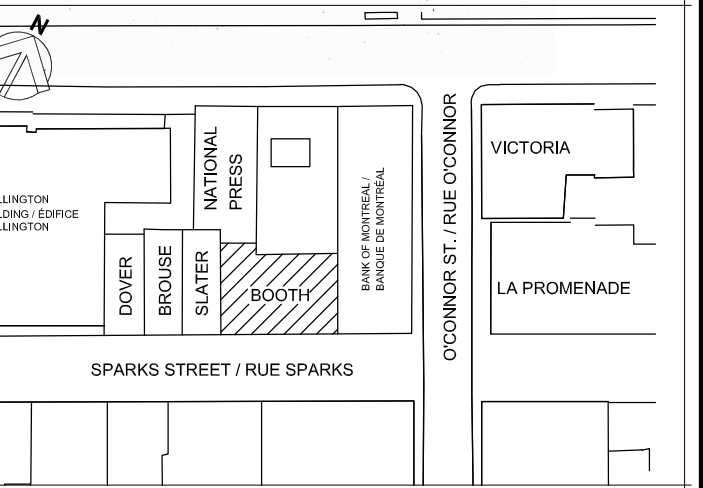 N
NATIONAL
PRESS
BANK OF MONTREAL /
BANQUE DE MONTRÉAL
O'CONNOR ST. / RUE O'CONNOR
VICTORIA
LLINGTON
LDING / ÉDIFICE
LLINGTON
DOVER
BROUSE
SLATER
BOOTH
LA PROMENADE
SPARKS STREET / RUE SPARKS